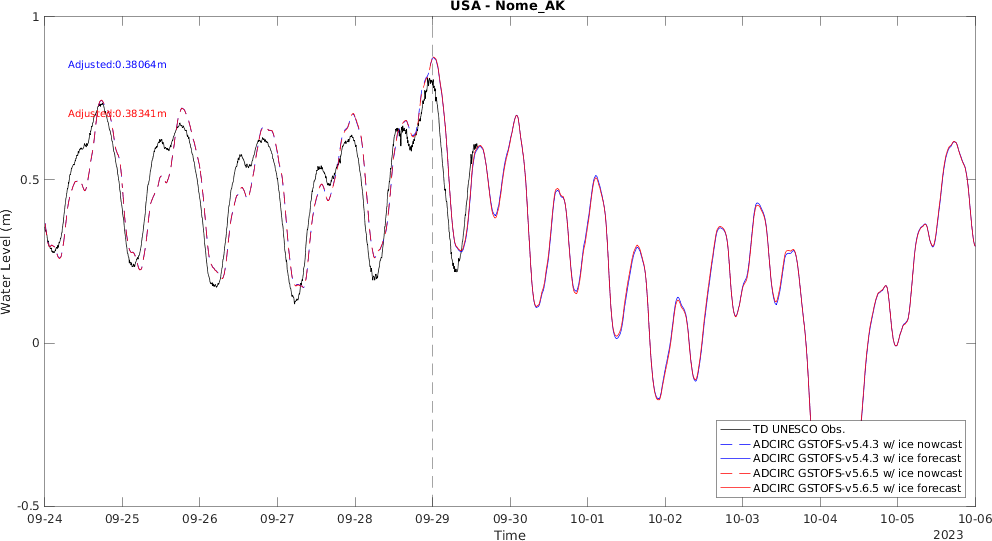 USA - Nome_AK
1
Adjusted:0.38064m
Adjusted:0.38341m
0.5
Water Level (m)
0
TD UNESCO Obs.
ADCIRC GSTOFS-v5.4.3 w/ ice nowcast
ADCIRC GSTOFS-v5.4.3 w/ ice forecast
ADCIRC GSTOFS-v5.6.5 w/ ice nowcast
ADCIRC GSTOFS-v5.6.5 w/ ice forecast
-0.5
09-24 09-25 09-26 09-27 09-28 09-29 09-30 10-01 10-02 10-03 10-04 10-05 10-06
Time
2023